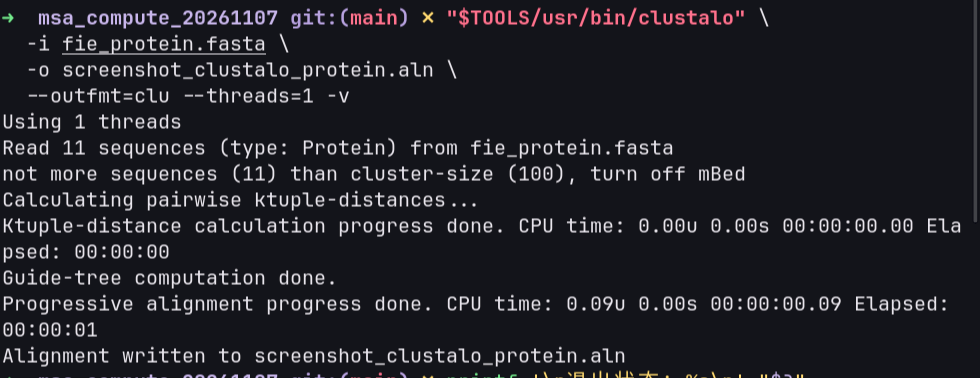 → msa_compute_20261107 git:(main) × "$TOOLS/usr/bin/clustalo" \
-i fie_protein.fasta \
-o screenshot_clustalo_protein.aln \
--outfmt=clu --threads=1 -v
Using 1 threads
Read 11 sequences (type: Protein) from fie_protein.fasta
not more sequences (11) than cluster-size (100), turn off mBed
Calculating pairwise ktuple-distances...
Ktuple-distance calculation progress done. CPU time: 0.00u 0.00s 00:00:00.00 Ela
psed: 00:00:00
Guide-tree computation done.
Progressive alignment progress done. CPU time: 0.09u 0.00s 00:00:00.09 Elapsed:
00:00:01
Alignment written to screenshot_clustalo_protein.aln